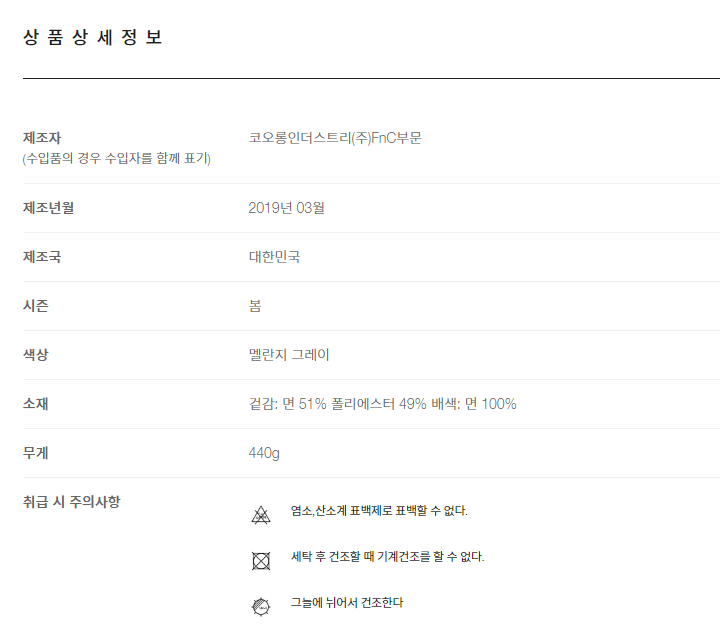 상품상세정보
제조자 코오롱인더스트리(주)FnC부문
(수입품의 경우 수입자를 함께 표기)
제조년월 2019년 03월
제조국 대한민국
시즌 봄
색상 멜란지 그레이
소재 겉감: 면 51% 폴리에스터 49% 배색: 면 100%
무게 440g
취급 시 주의사항
염소,산소계 표백제로 표백할 수 없다.
세탁 후 건조할 때 기계건조를 할 수 없다.
그늘에 뉘어서 건조한다